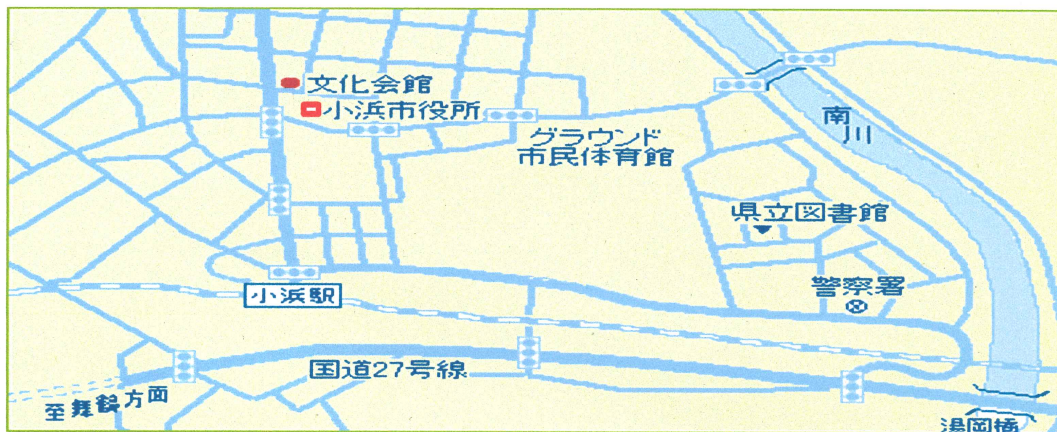 文化会館
小浜市役所
グラウンド
市民体育館
南
川
県立図書館
警察署
小浜駅
国道27号線
至舞鶴方面
湯岡橋